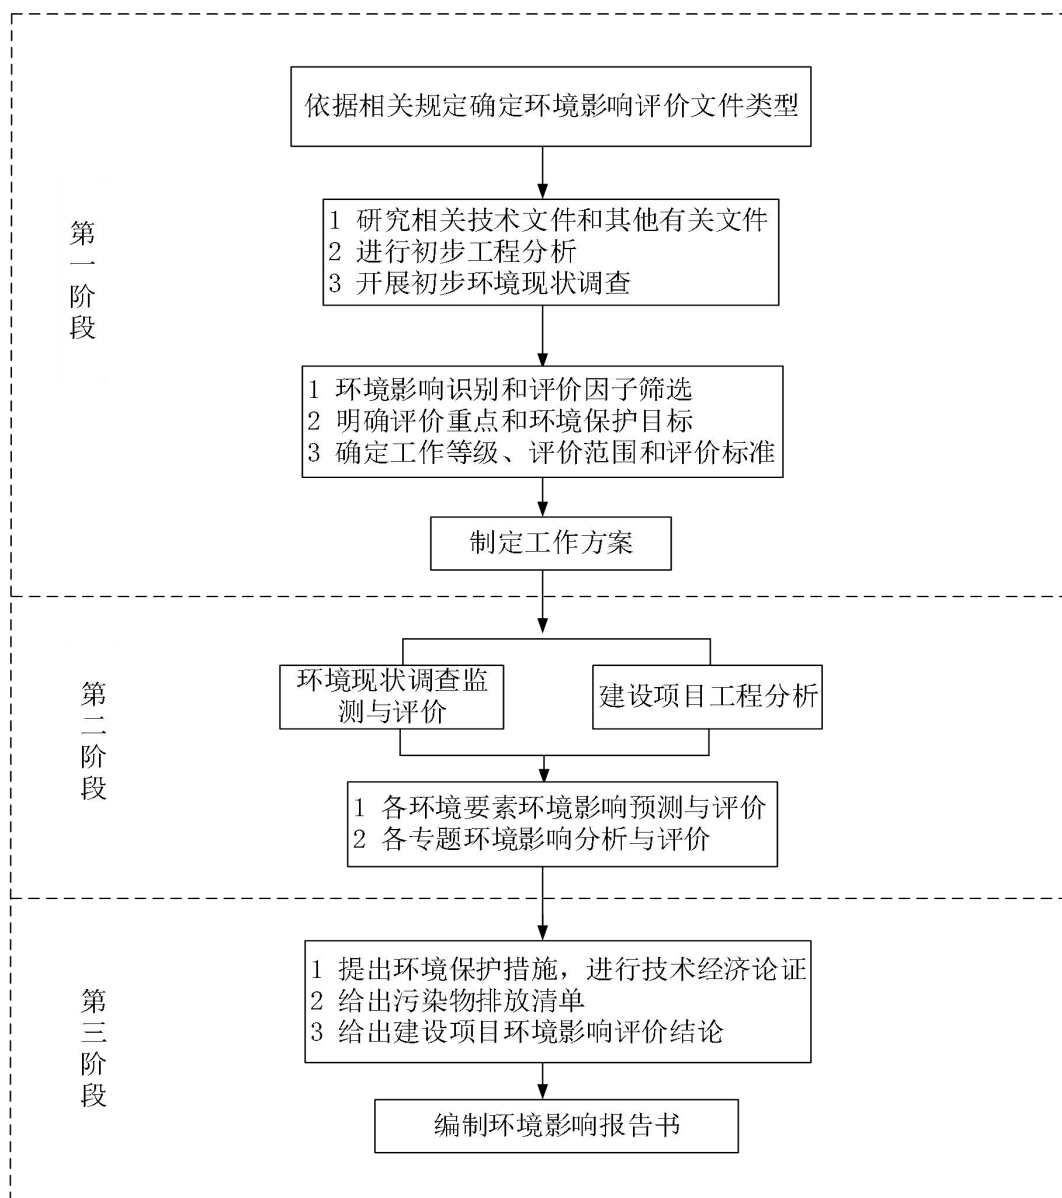 依据相关规定确定环境影响评价文件类型
第一阶段
1 研究相关技术文件和其他有关文件
2 进行初步工程分析
3 开展初步环境现状调查
1 环境影响识别和评价因子筛选
2 明确评价重点和环境保护目标
3 确定工作等级、评价范围和评价标准
制定工作方案
第二阶段
环境现状调查监
测与评价
建设项目工程分析
1 各环境要素环境影响预测与评价
2 各专题环境影响分析与评价
第三阶段
1 提出环境保护措施，进行技术经济论证
2 给出污染物排放清单
3 给出建设项目环境影响评价结论
编制环境影响报告书